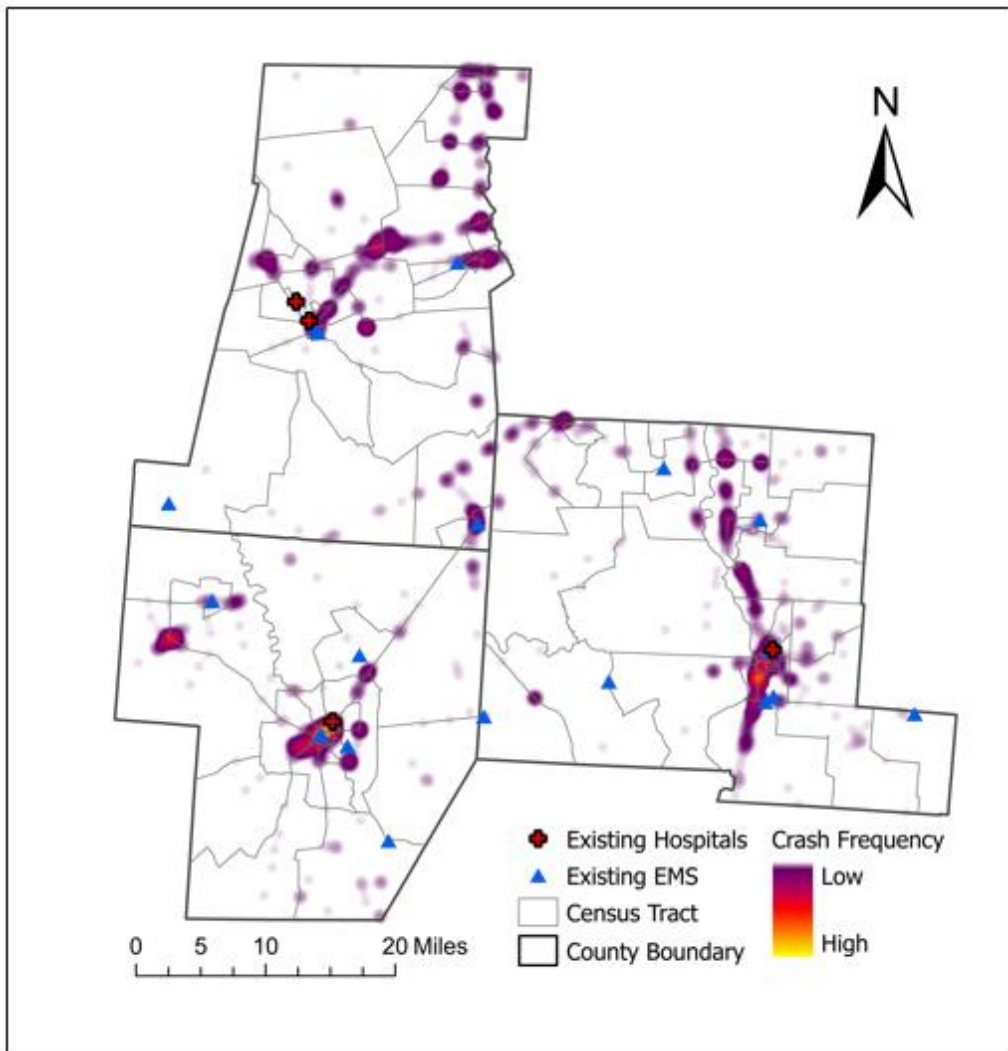 N
Existing Hospitals
Existing EMS
Census Tract
County Boundary
Crash Frequency
Low
High
0 5 10 20 Miles